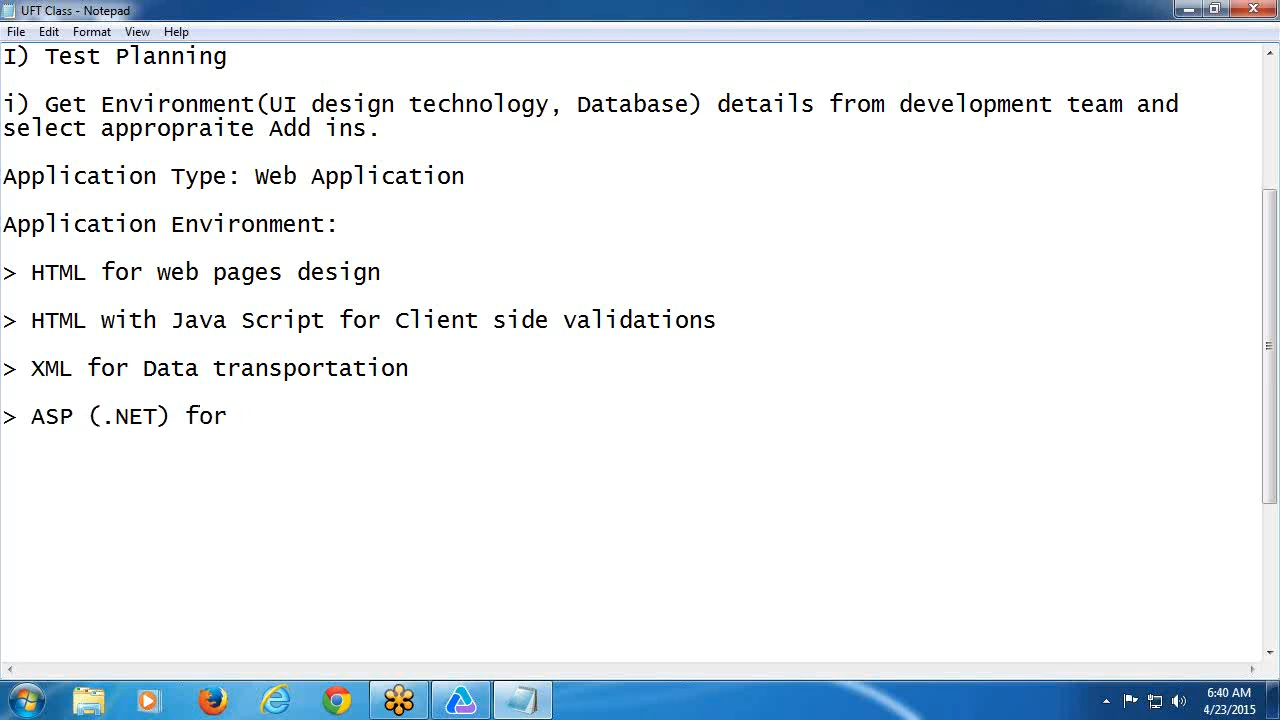 UFT Class - Notepad
File Edit Format View Help
I) Test Planning
i) Get Environment(UI design technology, Database) details from development team and
select appropraite Add ins.
Application Type: Web Application
Application Environment:
> HTML for web pages design
> HTML with Java Script for Client side validations
> XML for Data transportation
> ASP (.NET) for
6:40 AM
4/23/2015